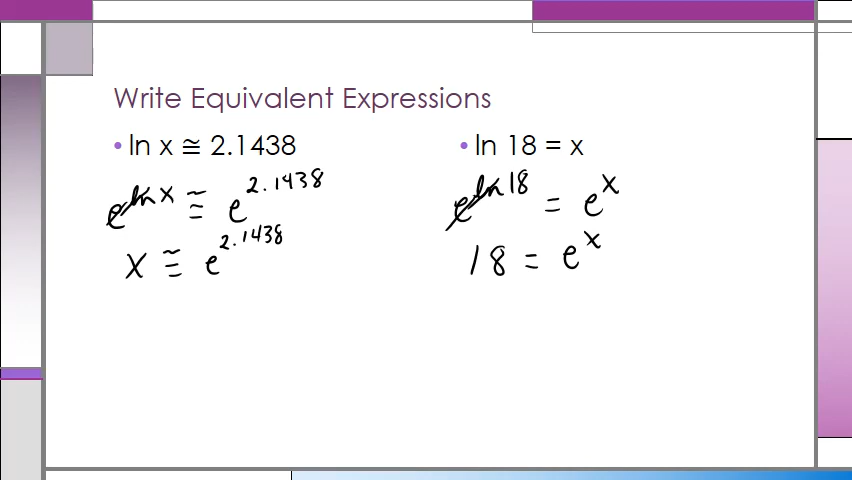 Write Equivalent Expressions
• ln x ≅ 2.1438
e^ln x ≅ e^2.1438
x ≅ e^2.1438
• ln 18 = x
e^ln 18 = e^x
18 = e^x